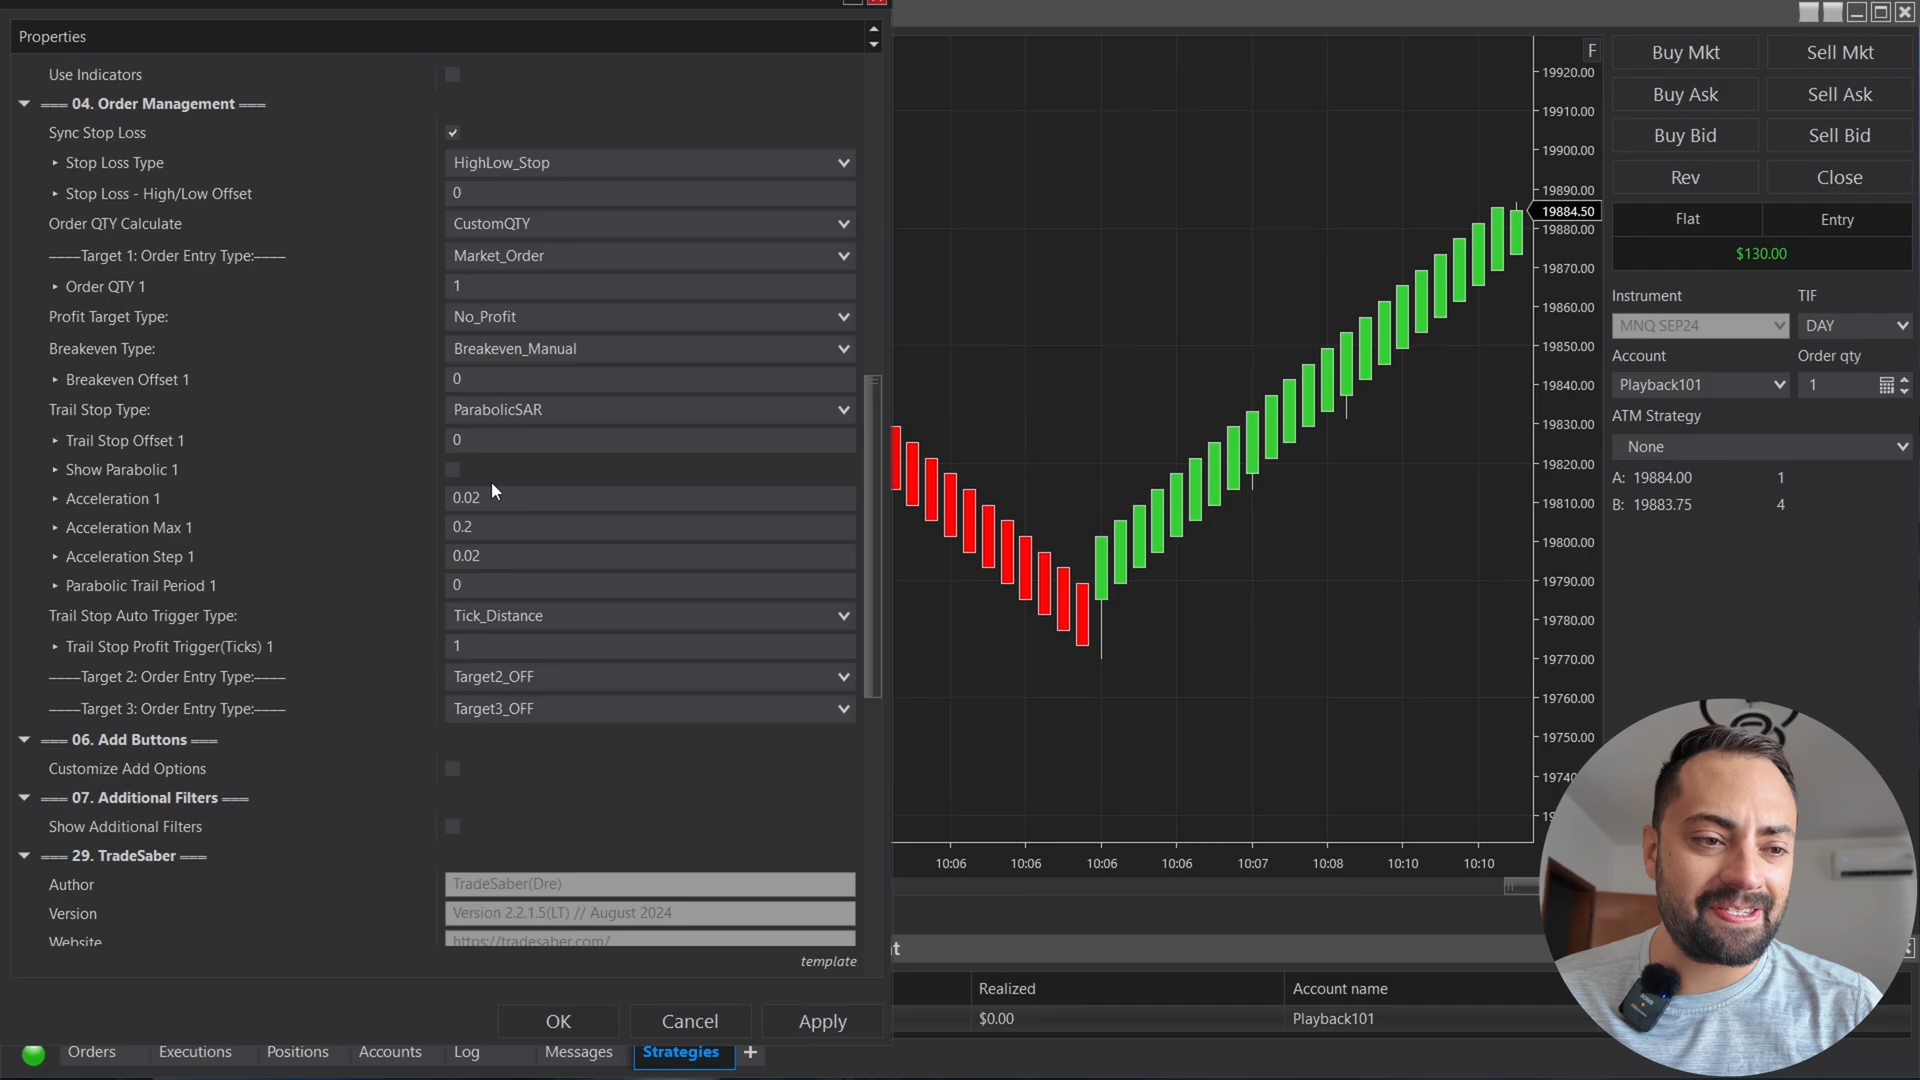 Properties
Use Indicators
=== 04. Order Management ===
Sync Stop Loss
Stop Loss Type HighLow_Stop
Stop Loss - High/Low Offset 0
Order QTY Calculate CustomQTY
-----Target 1: Order Entry Type:----- Market_Order
Order QTY 1 1
Profit Target Type: No_Profit
Breakeven Type: Breakeven_Manual
Breakeven Offset 1 0
Trail Stop Type: ParabolicSAR
Trail Stop Offset 1 0
Show Parabolic 1
Acceleration 1 0.02
Acceleration Max 1 0.2
Acceleration Step 1 0.02
Parabolic Trail Period 1 0
Trail Stop Auto Trigger Type: Tick_Distance
Trail Stop Profit Trigger(Ticks) 1 1
-----Target 2: Order Entry Type:----- Target2_OFF
-----Target 3: Order Entry Type:----- Target3_OFF
=== 06. Add Buttons ===
Customize Add Options
=== 07. Additional Filters ===
Show Additional Filters
=== 29. TradeSaber ===
Author TradeSaber(Dre)
Version Version 2.2.1.5(LT) // August 2024
Website https://tradesaber.com/
template
OK Cancel Apply
F
19920.00
19910.00
19900.00
19890.00
19884.50
19880.00
19870.00
19860.00
19850.00
19840.00
19830.00
19820.00
19810.00
19800.00
19790.00
19780.00
19770.00
19760.00
19750.00
10:06 10:06 10:06 10:06 10:07 10:08 10:10 10:10
Buy Mkt Sell Mkt
Buy Ask Sell Ask
Buy Bid Sell Bid
Rev Close
Flat Entry
$130.00
Instrument TIF
MNQ SEP24 DAY
Account Order qty
Playback101 1
ATM Strategy
None
A: 19884.00 1
B: 19883.75 4
Realized Account name
$0.00 Playback101
Orders Executions Positions Accounts Log Messages Strategies +